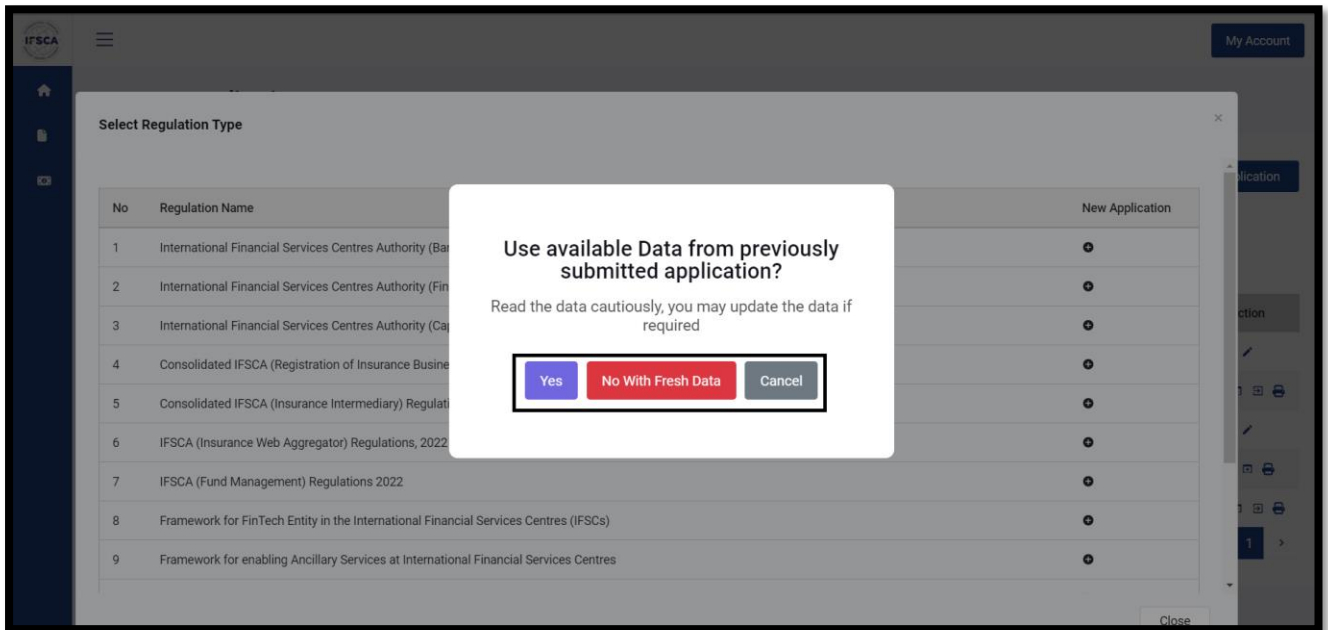 IFSCA
My Account
Select Regulation Type
×
plication
No Regulation Name New Application
1 International Financial Services Centres Authority (Ba
2 International Financial Services Centres Authority (Fin
3 International Financial Services Centres Authority (Ca
4 Consolidated IFSCA (Registration of Insurance Busine
5 Consolidated IFSCA (Insurance Intermediary) Regulati
6 IFSCA (Insurance Web Aggregator) Regulations, 2022
7 IFSCA (Fund Management) Regulations 2022
8 Framework for FinTech Entity in the International Financial Services Centres (IFSCs)
9 Framework for enabling Ancillary Services at International Financial Services Centres
Use available Data from previously
submitted application?
Read the data cautiously, you may update the data if
required
Yes No With Fresh Data Cancel
ction
1 >
Close